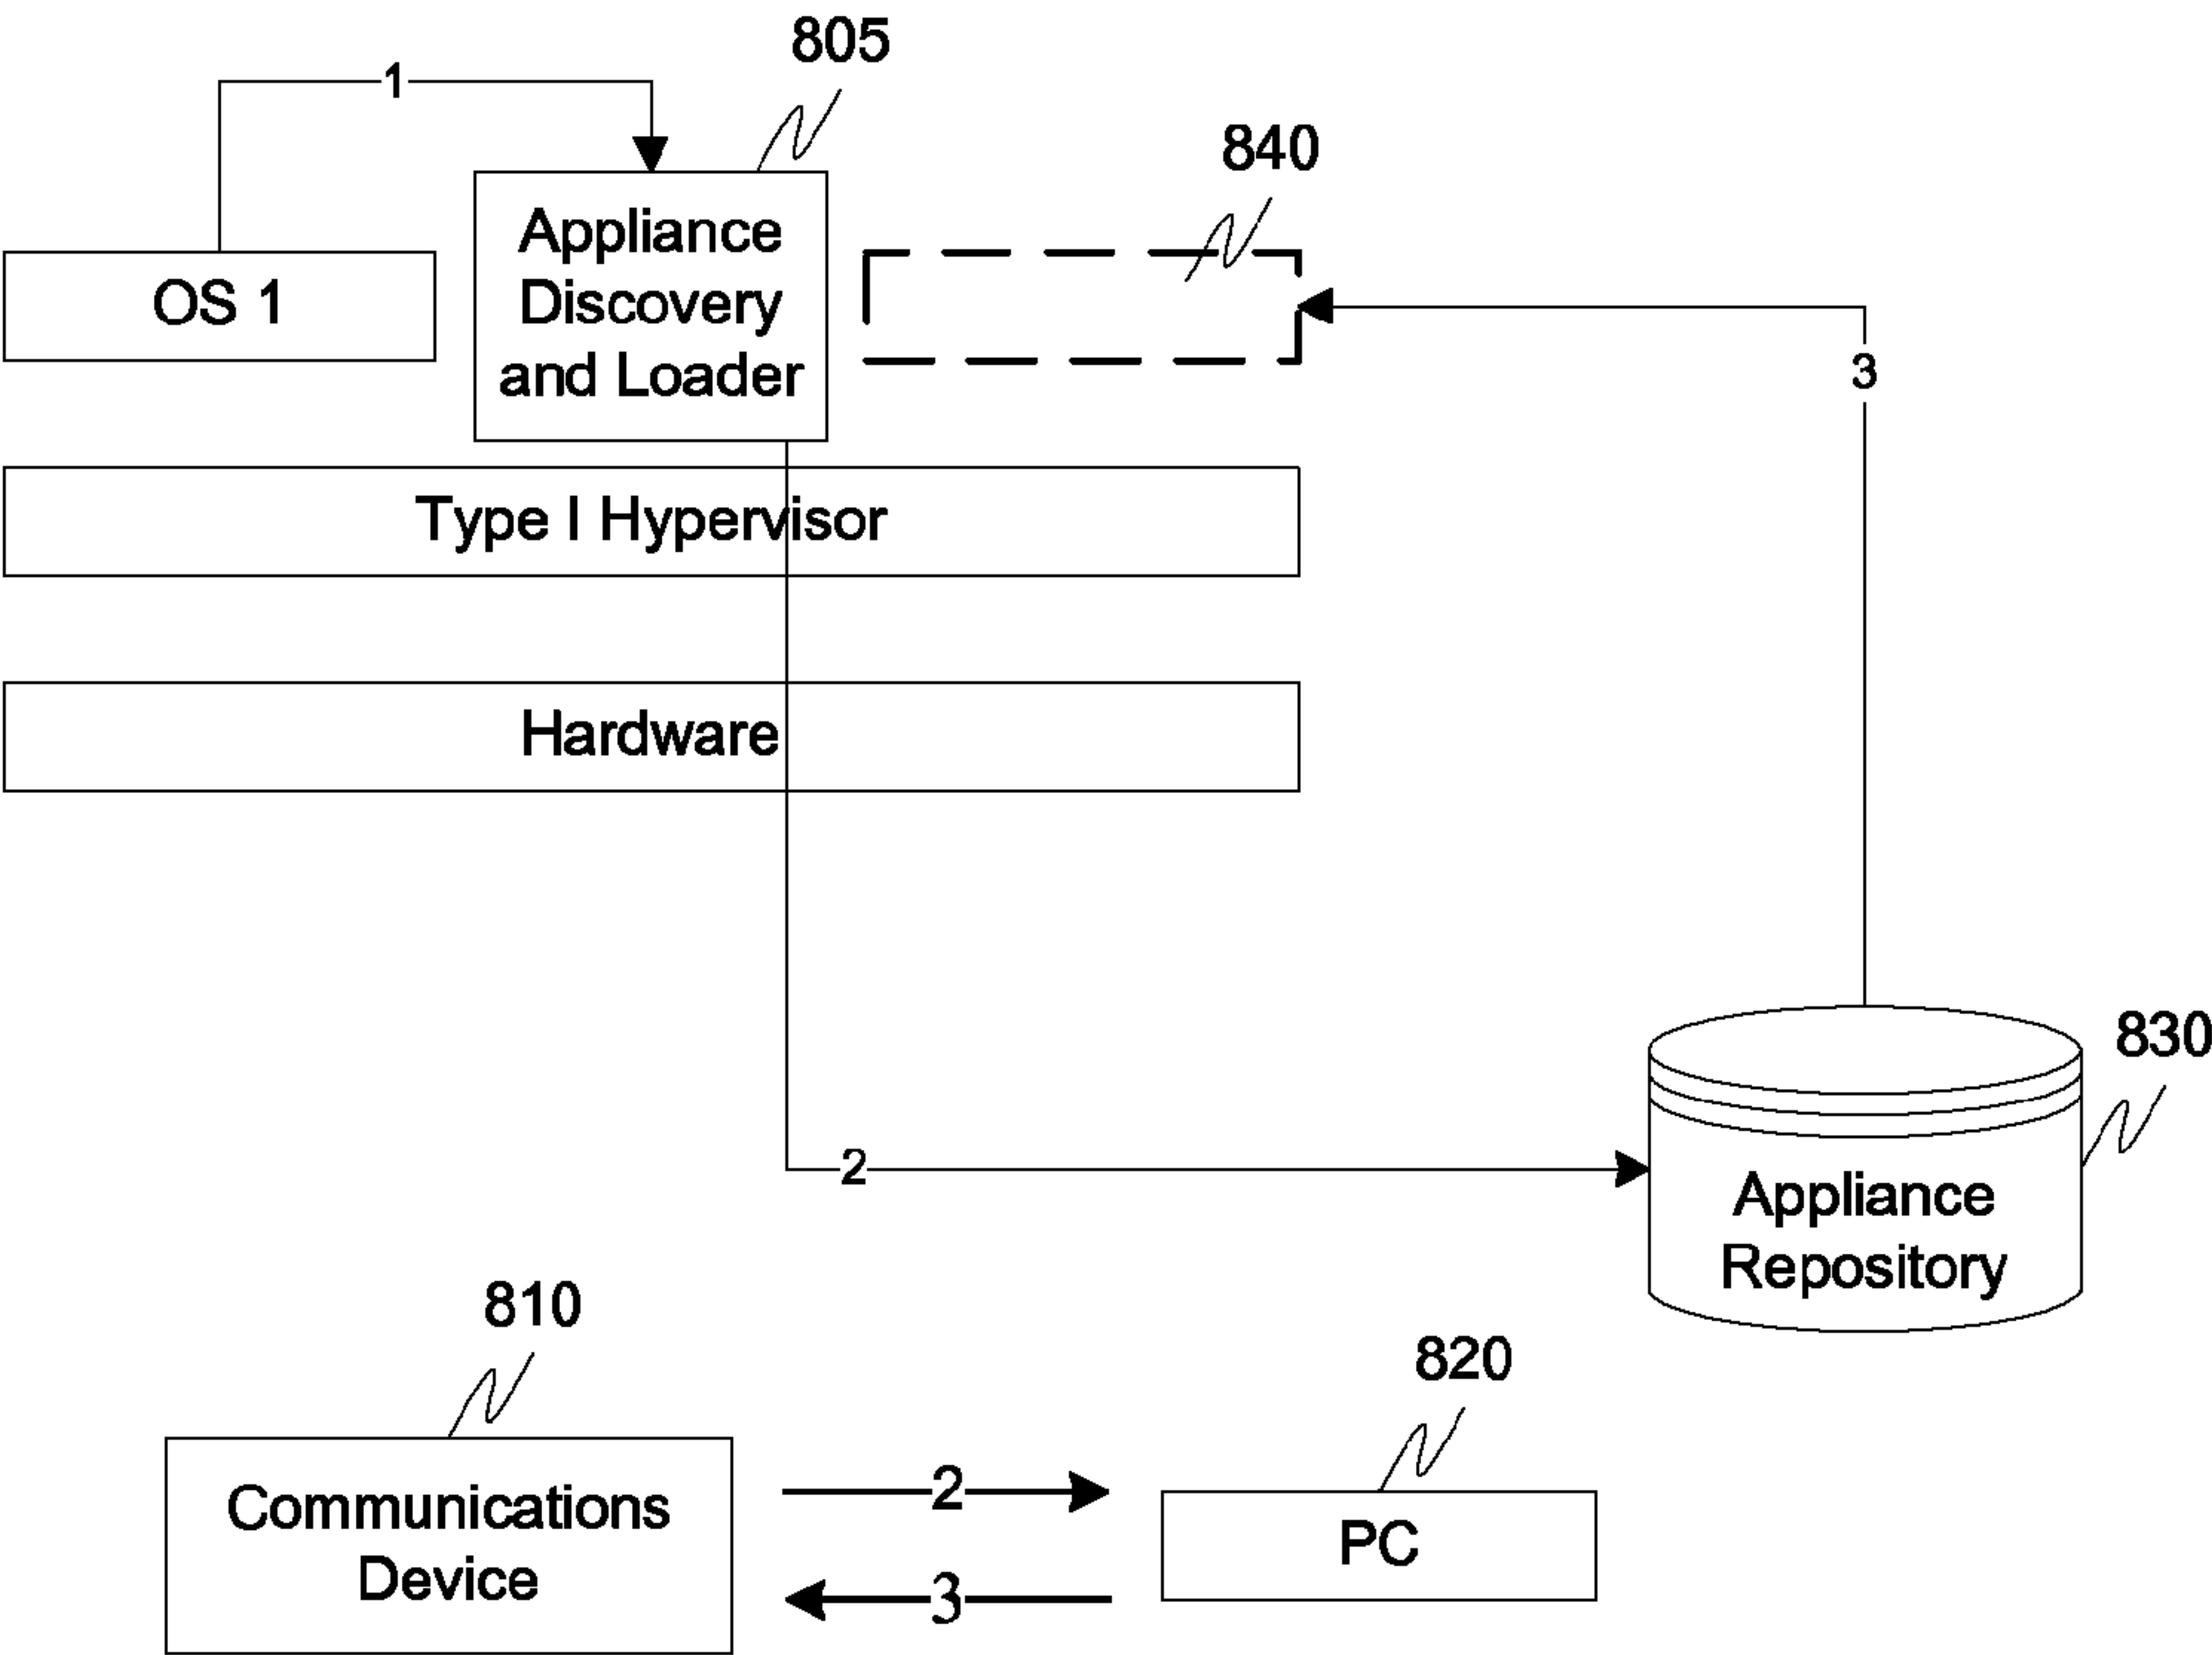 805
1
840
Appliance
Discovery
and Loader
OS 1
3
Type I Hypervisor
Hardware
830
2
Appliance
Repository
810
820
Communications
Device
2
3
PC